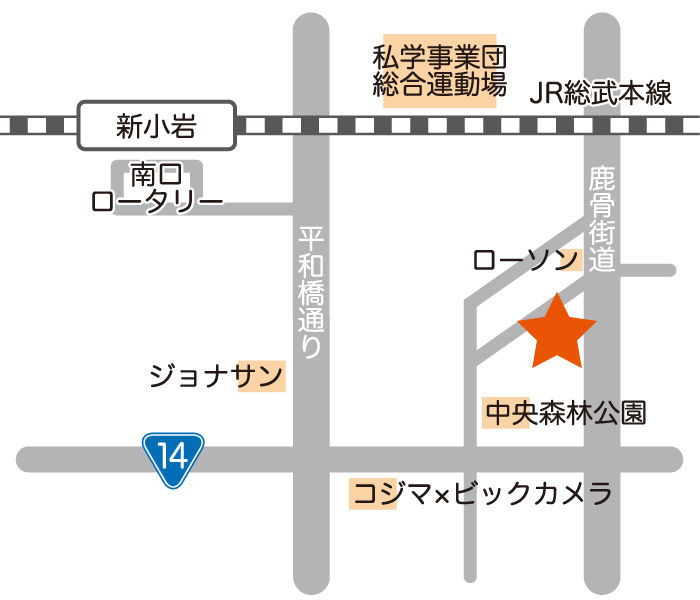 私学事業団
総合運動場
JR総武本線
新小岩
南口
ロータリー
鹿骨街道
平和橋通り
ローソン
ジョナサン
中央森林公園
14
コジマ×ビックカメラ